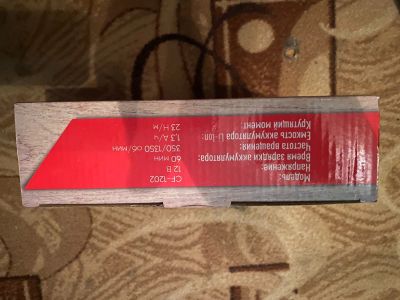 Модель: CF-1202
Напряжение: 12 В
Время зарядки аккумулятора: 60 мин
Частота вращения: 350/1350 об/мин
Емкость аккумулятора Li-Ion: 1,3 А/ч
Крутящий момент: 23 Н/м